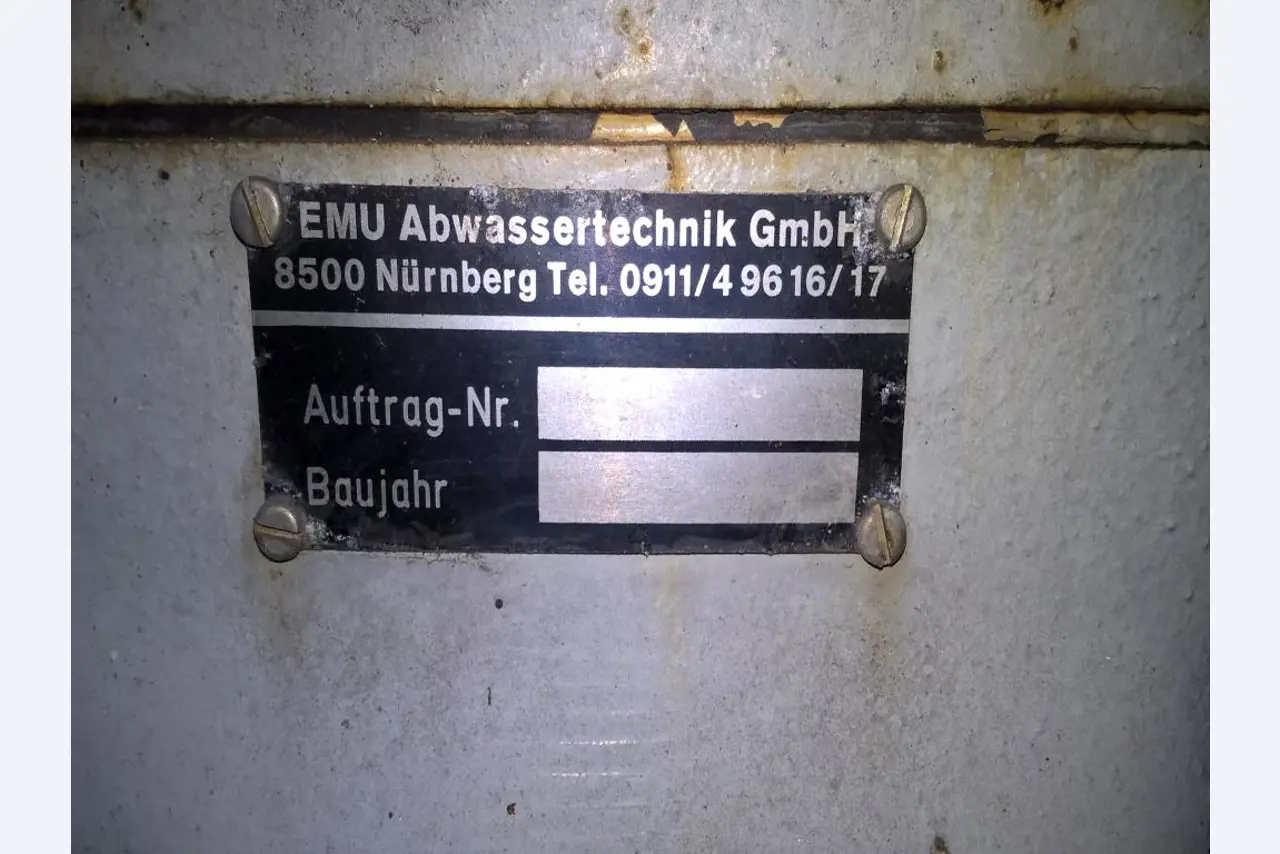 EMU Abwassertechnik GmbH
8500 Nürnberg Tel. 0911/4 96 16/17
Auftrag-Nr.
Baujahr